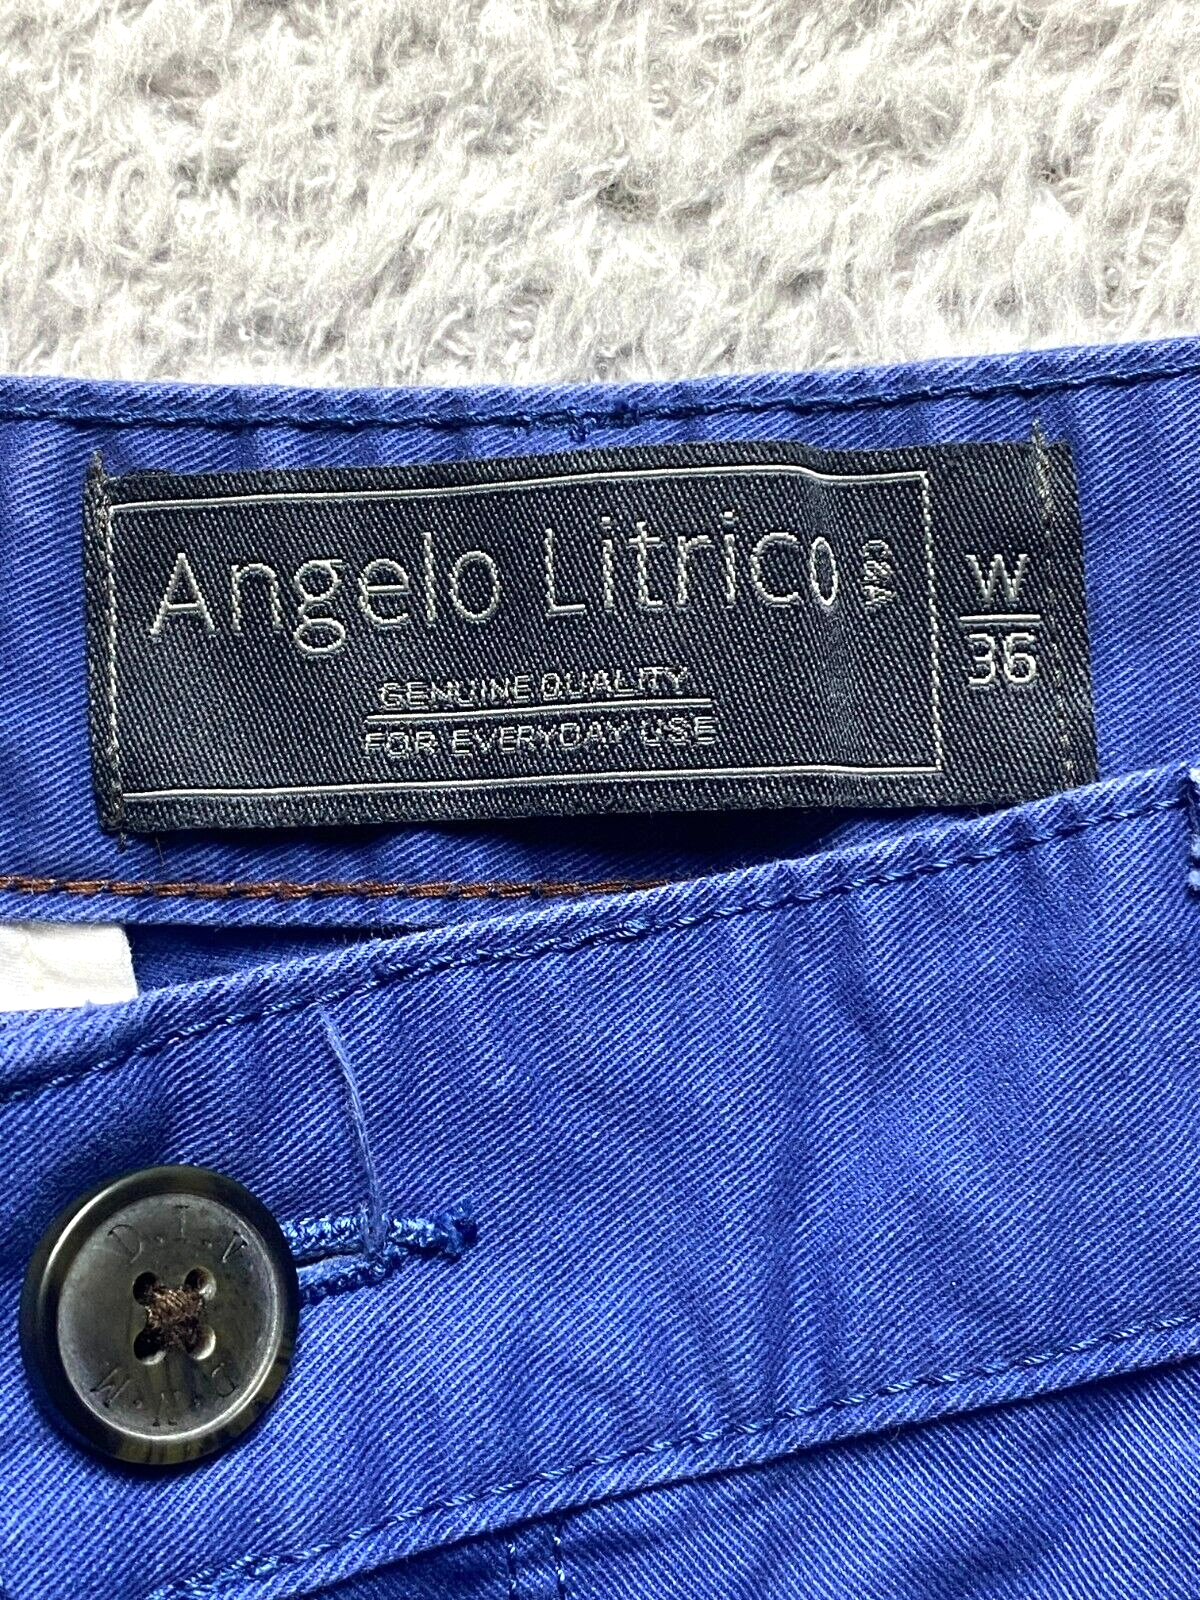 Angelo Litrico C&A
W
36
GENUINE QUALITY
FOR EVERYDAY USE
D.T.V
D.W.M